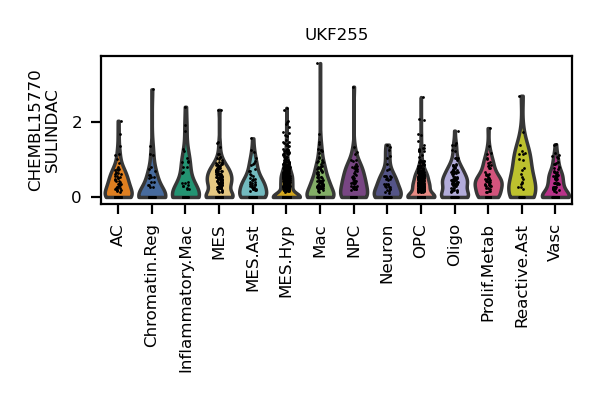 UKF255
CHEMBL15770
SULINDAC
2
0
AC
Chromatin.Reg
Inflammatory.Mac
MES
MES.Ast
MES.Hyp
Mac
NPC
Neuron
OPC
Oligo
Prolif.Metab
Reactive.Ast
Vasc